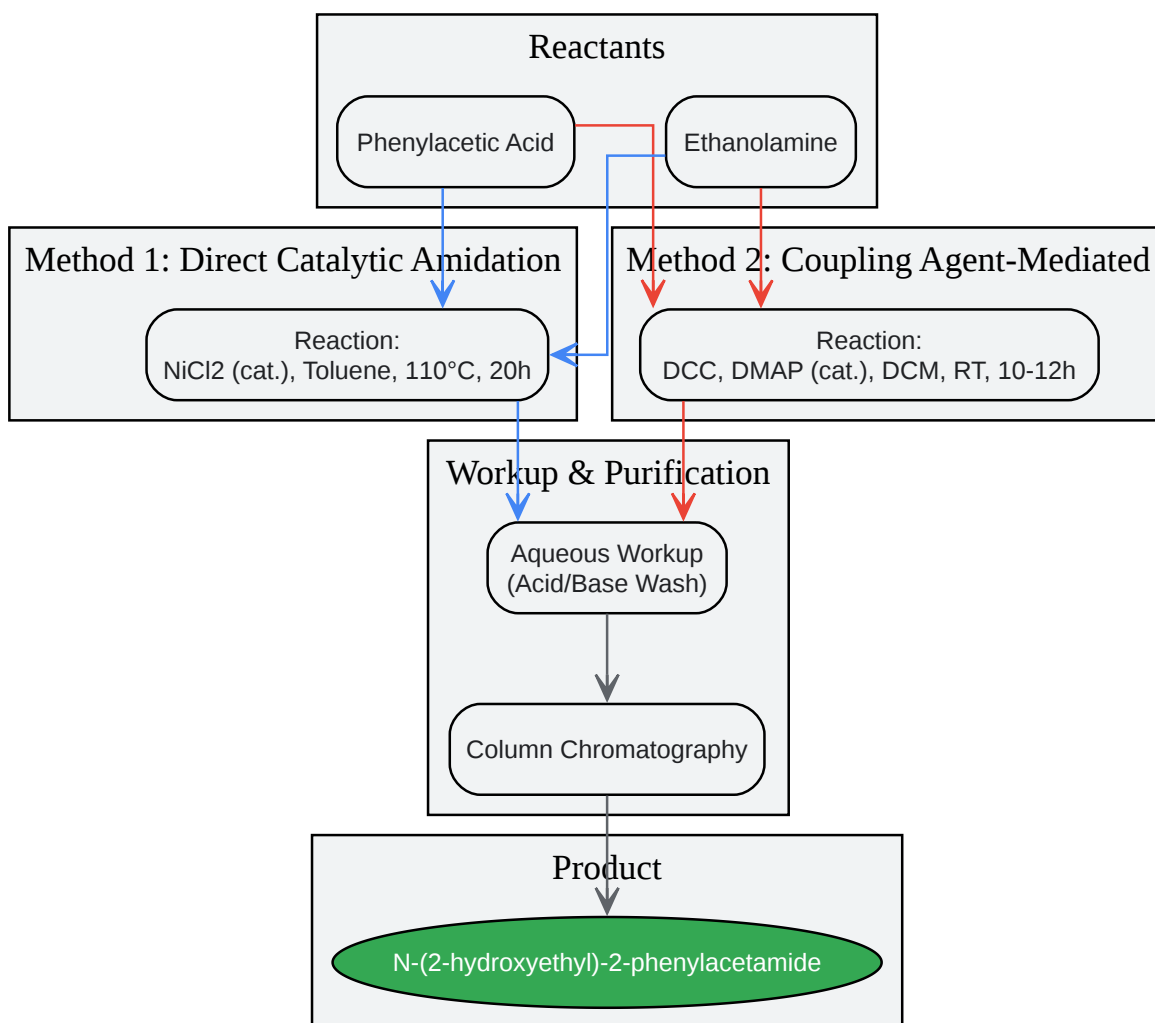 Reactants
Phenylacetic Acid
Ethanolamine
Method 1: Direct Catalytic Amidation
Reaction:
NiCl2 (cat.), Toluene, 110°C, 20h
Method 2: Coupling Agent-Mediated
Reaction:
DCC, DMAP (cat.), DCM, RT, 10-12h
Workup & Purification
Aqueous Workup
(Acid/Base Wash)
Column Chromatography
Product
N-(2-hydroxyethyl)-2-phenylacetamide